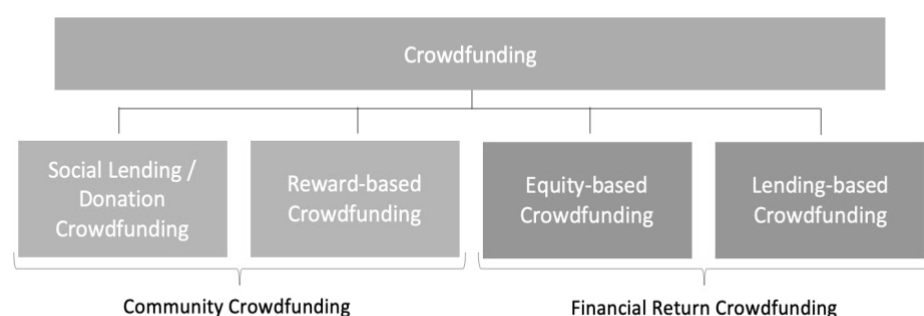 Crowdfunding
Social Lending /
Donation
Crowdfunding
Reward-based
Crowdfunding
Equity-based
Crowdfunding
Lending-based
Crowdfunding
Community Crowdfunding
Financial Return Crowdfunding